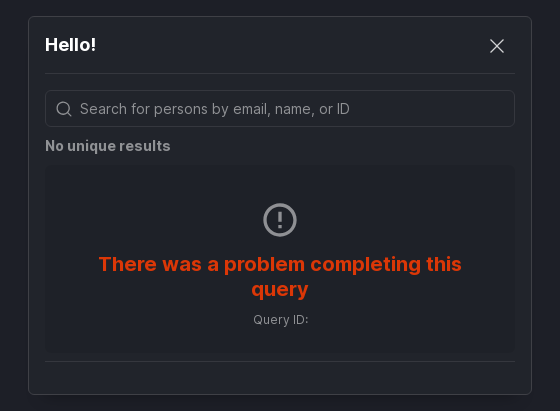 Hello!
Search for persons by email, name, or ID
No unique results
There was a problem completing this
query
Query ID: